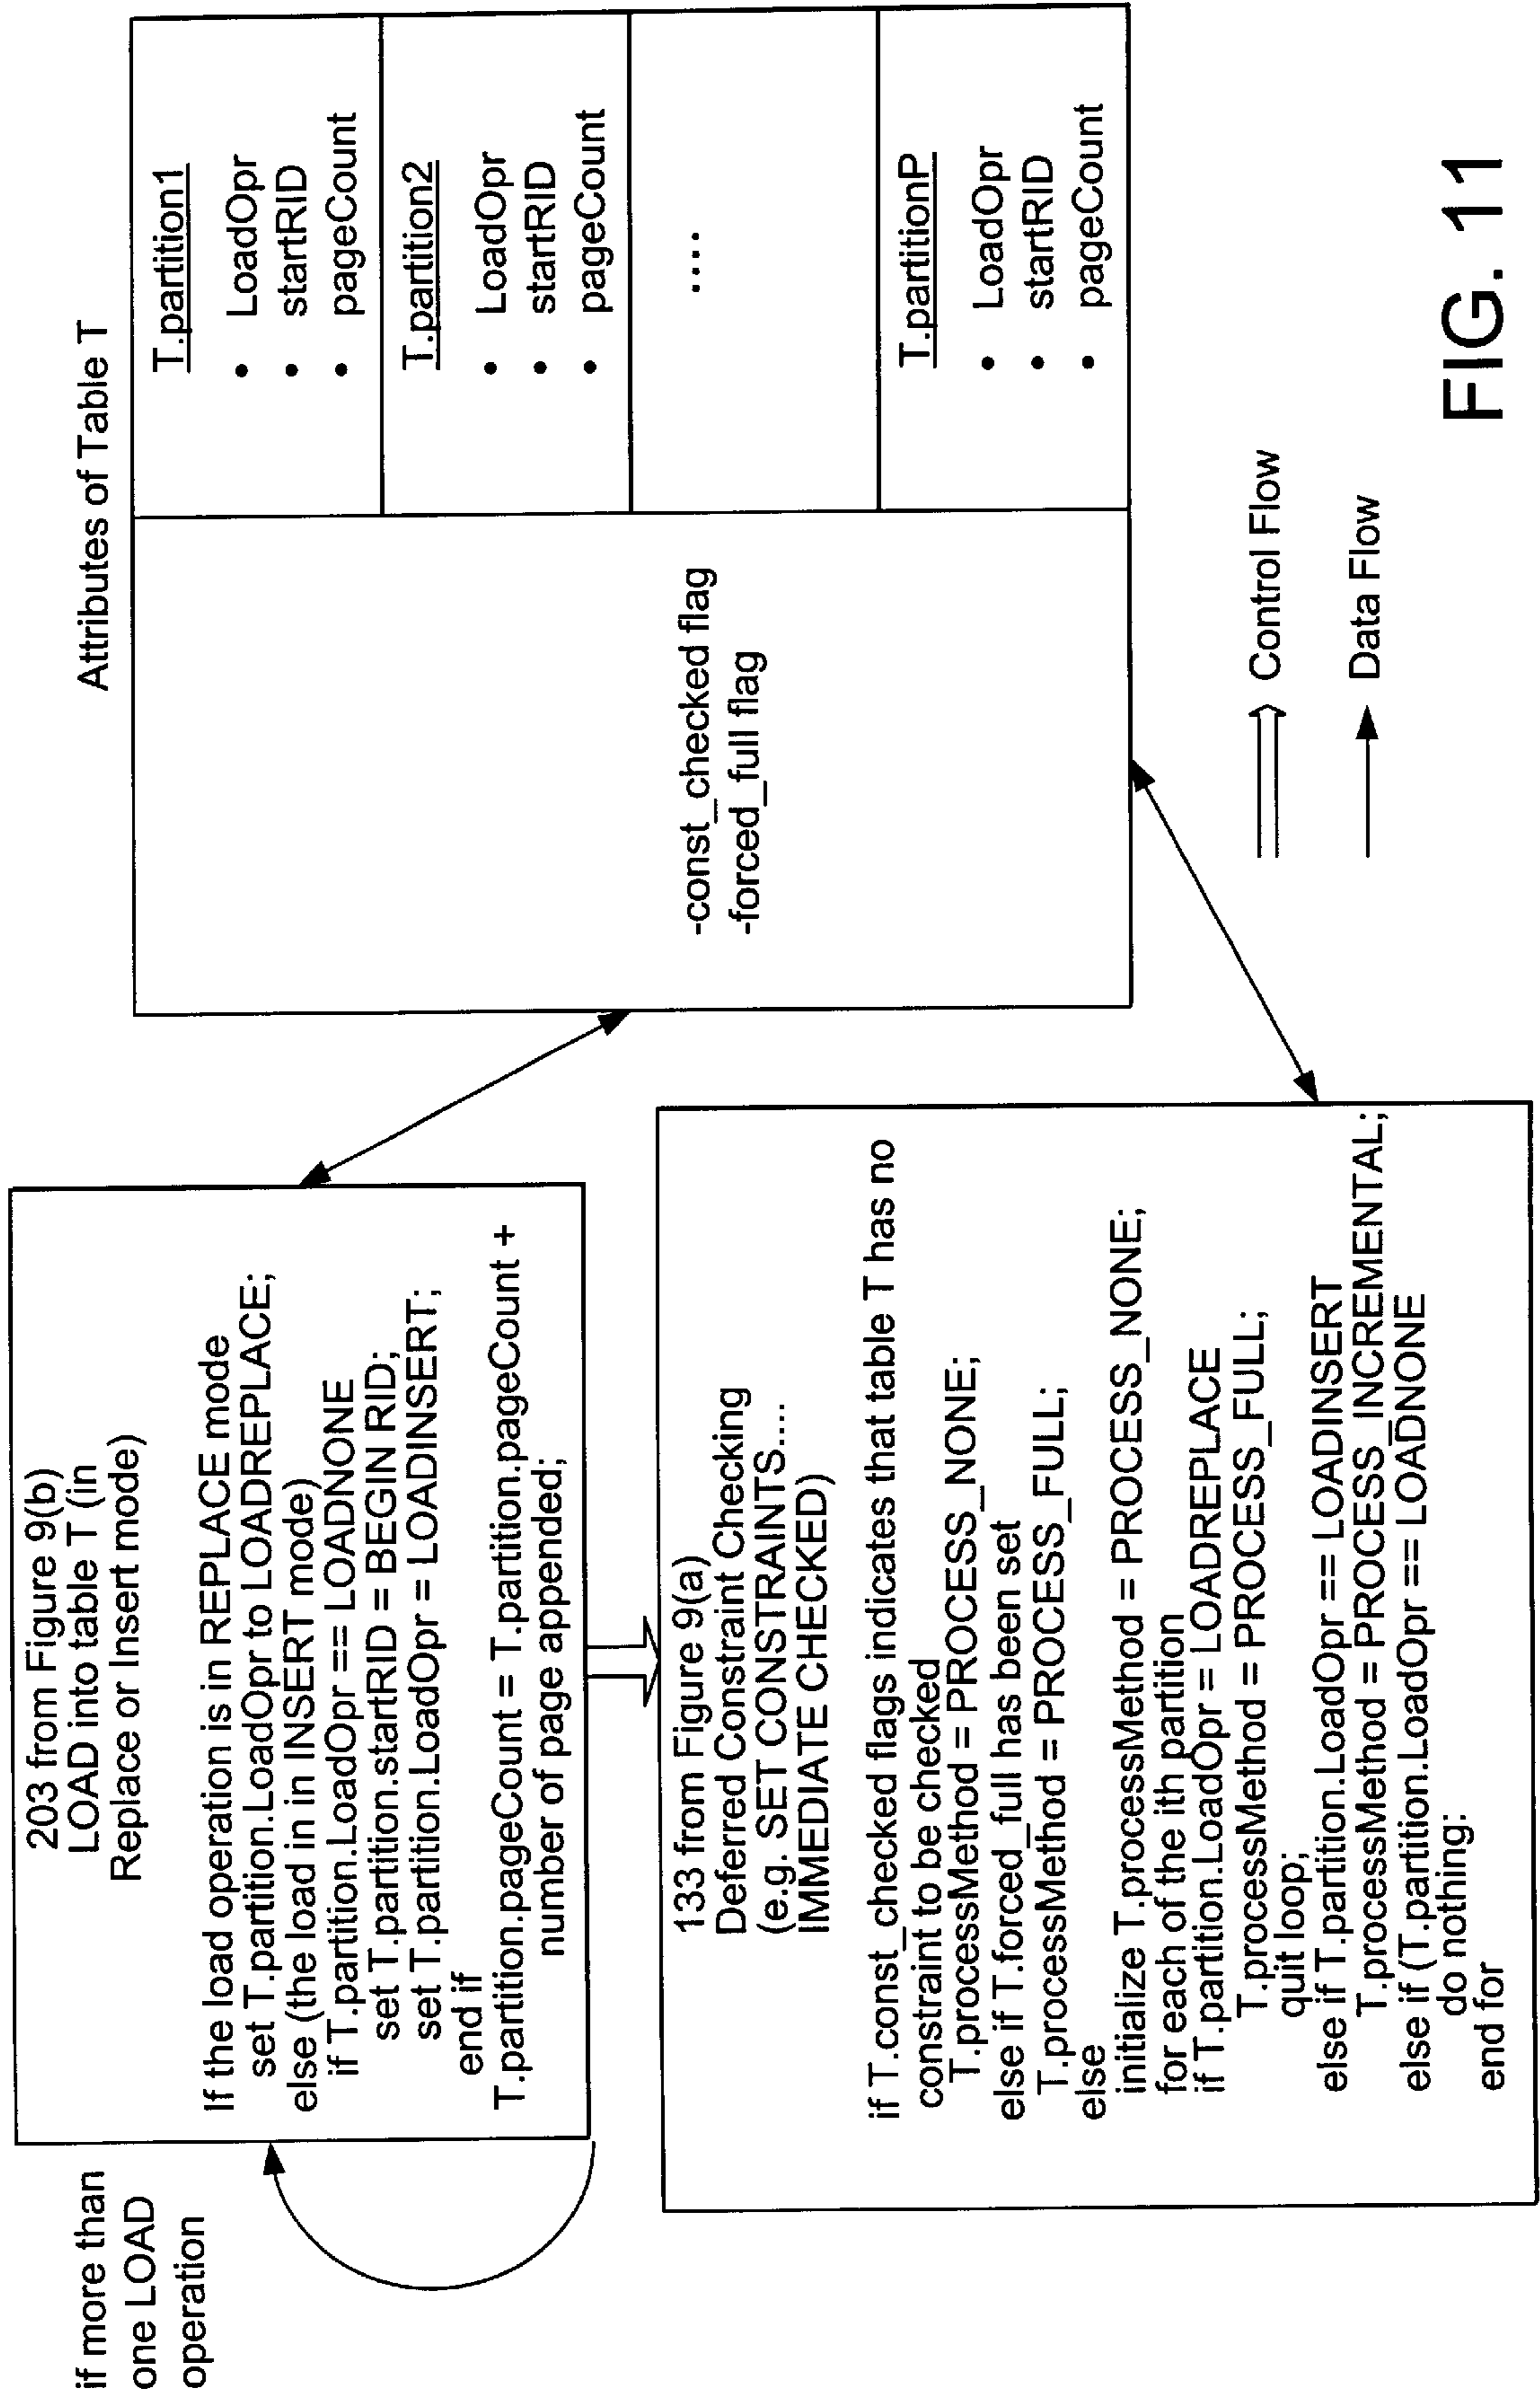 if more than
one LOAD
operation
203 from Figure 9(b)
LOAD into table T (in
Replace or Insert mode)
If the load operation is in REPLACE mode
set T.partition.LoadOpr to LOADREPLACE;
else (the load in in INSERT mode)
if T.partition.LoadOpr == LOADNONE
set T.partition.startRID = BEGIN RID;
set T.partition.LoadOpr = LOADINSERT;
end if
T.partition.pageCount = T.partition.pageCount +
number of page appended;
133 from Figure 9(a)
Deferred Constraint Checking
(e.g. SET CONSTRAINTS....
IMMEDIATE CHECKED)
if T.const_checked flags indicates that table T has no
constraint to be checked
T.processMethod = PROCESS_NONE;
else if T.forced_full has been set
T.processMethod = PROCESS_FULL;
else
initialize T.processMethod = PROCESS_NONE;
for each of the ith partition
if T.partition.LoadOpr = LOADREPLACE
T.processMethod = PROCESS_FULL;
quit loop;
else if T.partition.LoadOpr == LOADINSERT
T.processMethod = PROCESS_INCREMENTAL;
else if (T.partition.LoadOpr == LOADNONE
do nothing:
end for
Attributes of Table T
-const_checked flag
-forced_full flag
T.partition1
• LoadOpr
• startRID
• pageCount
T.partition2
• LoadOpr
• startRID
• pageCount
....
T.partitionP
• LoadOpr
• startRID
• pageCount
Control Flow
Data Flow
FIG. 11